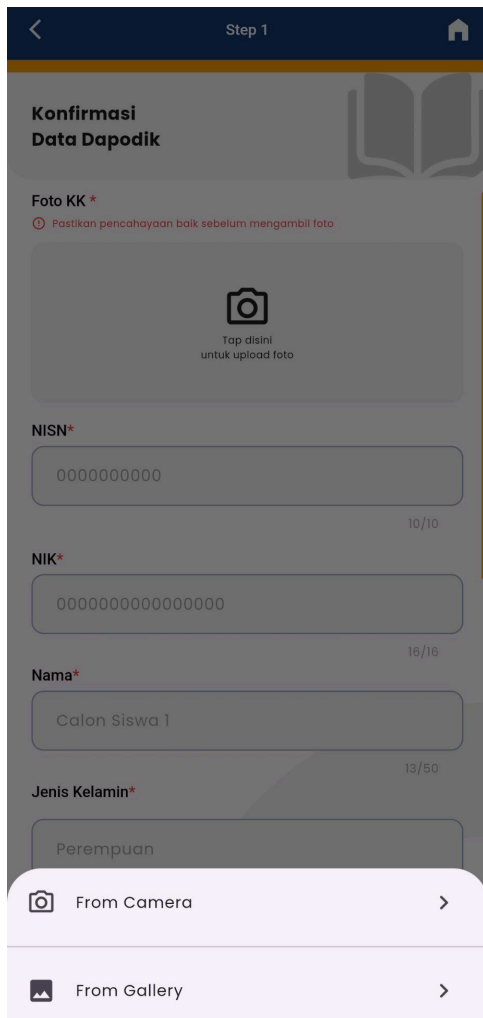 Step 1
Konfirmasi
Data Dapodik
Foto KK *
Pastikan pencahayaan baik sebelum mengambil foto
Tap disini
untuk upload foto
NISN*
0000000000
10/10
NIK*
0000000000000000
16/16
Nama*
Calon Siswa 1
13/50
Jenis Kelamin*
Perempuan
From Camera
From Gallery